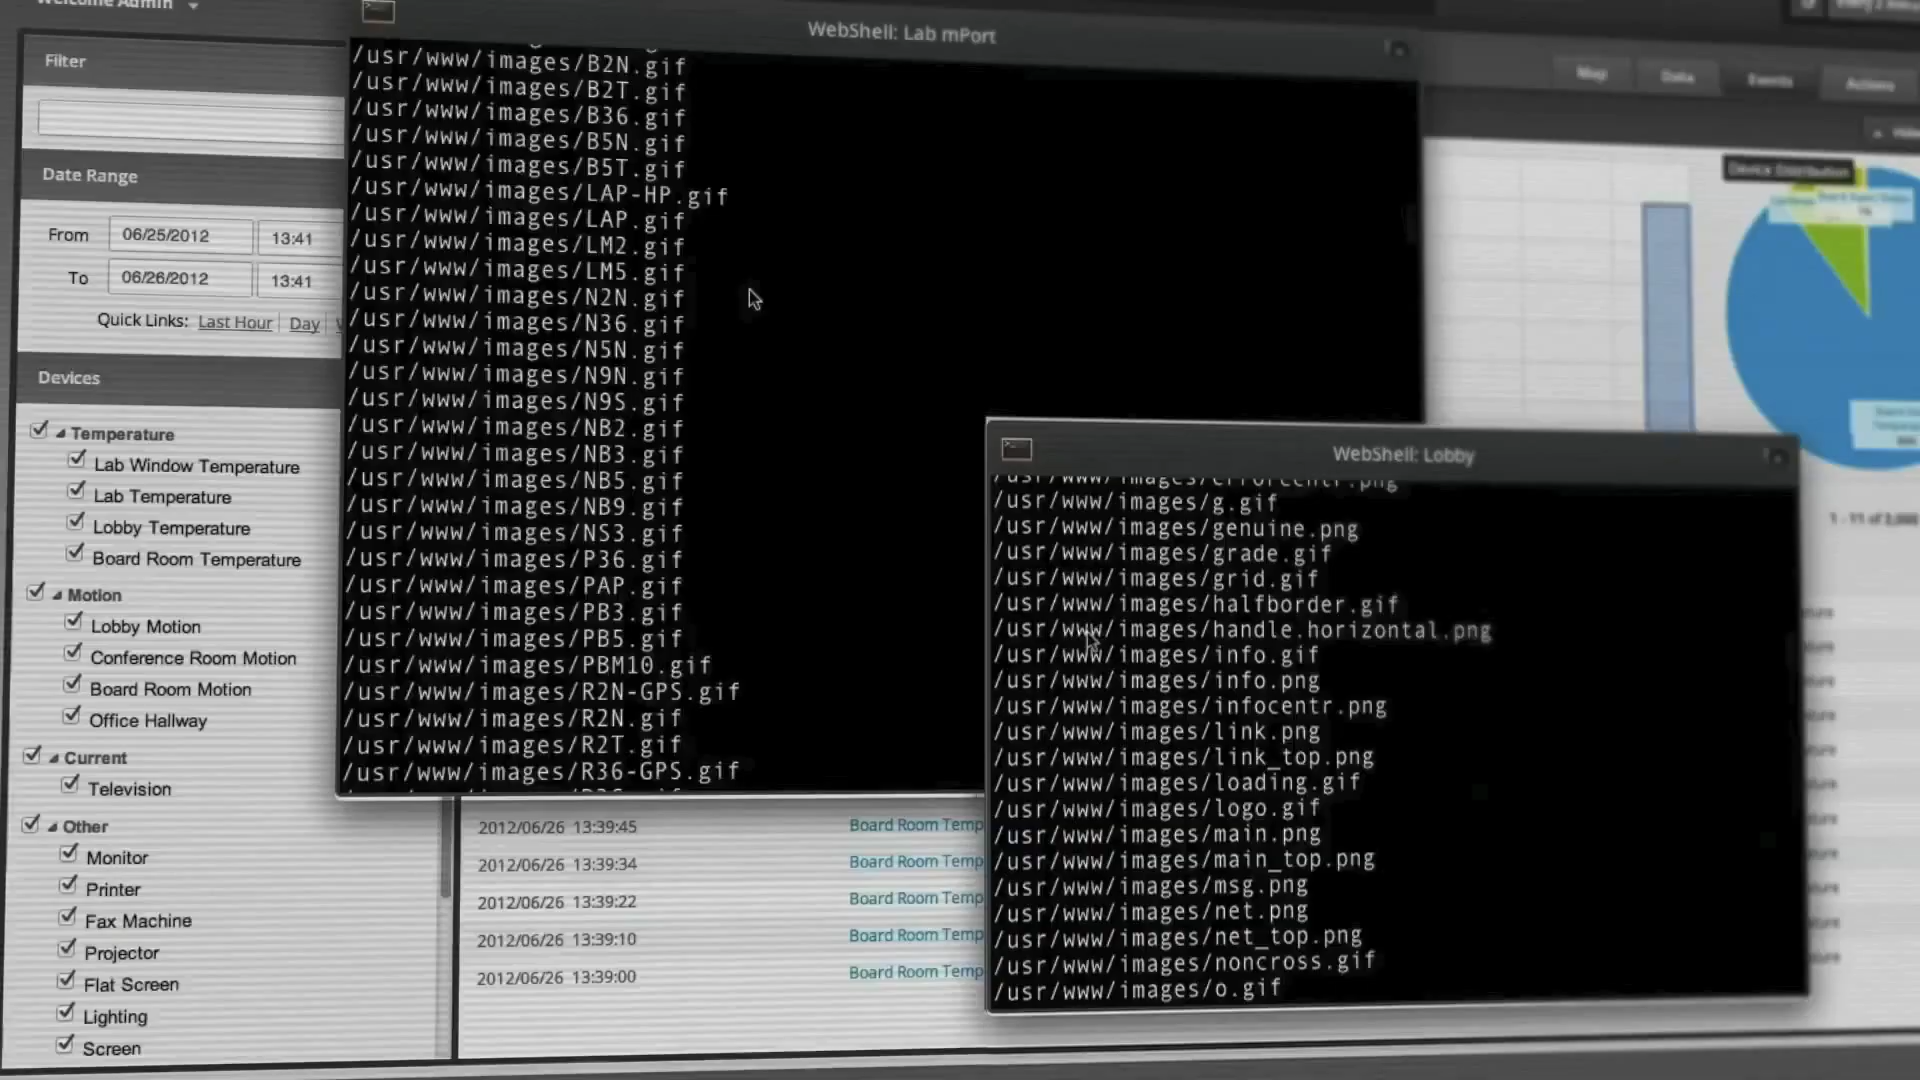 Welcome Admin
Filter
Date Range
From 06/25/2012 13:41
To 06/26/2012 13:41
Quick Links: Last Hour Day
Devices
Temperature
Lab Window Temperature
Lab Temperature
Lobby Temperature
Board Room Temperature
Motion
Lobby Motion
Conference Room Motion
Board Room Motion
Office Hallway
Current
Television
Other
Monitor
Printer
Fax Machine
Projector
Flat Screen
Lighting
Screen
WebShell: Lab mPort
/usr/www/images/B2N.gif
/usr/www/images/B2T.gif
/usr/www/images/B36.gif
/usr/www/images/B5N.gif
/usr/www/images/B5T.gif
/usr/www/images/LAP-HP.gif
/usr/www/images/LAP.gif
/usr/www/images/LM2.gif
/usr/www/images/LM5.gif
/usr/www/images/N2N.gif
/usr/www/images/N36.gif
/usr/www/images/N5N.gif
/usr/www/images/N9N.gif
/usr/www/images/N9S.gif
/usr/www/images/NB2.gif
/usr/www/images/NB3.gif
/usr/www/images/NB5.gif
/usr/www/images/NB9.gif
/usr/www/images/NS3.gif
/usr/www/images/P36.gif
/usr/www/images/PAP.gif
/usr/www/images/PB3.gif
/usr/www/images/PB5.gif
/usr/www/images/PBM10.gif
/usr/www/images/R2N-GPS.gif
/usr/www/images/R2N.gif
/usr/www/images/R2T.gif
/usr/www/images/R36-GPS.gif
2012/06/26 13:39:45 Board Room Temp
2012/06/26 13:39:34 Board Room Temp
2012/06/26 13:39:22 Board Room Temp
2012/06/26 13:39:10 Board Room Temp
2012/06/26 13:39:00 Board Room Temp
Map Data Events Actions
Device Distribution
WebShell: Lobby
/usr/www/images/errorcentr.png
/usr/www/images/g.gif
/usr/www/images/genuine.png
/usr/www/images/grade.gif
/usr/www/images/grid.gif
/usr/www/images/halfborder.gif
/usr/www/images/handle.horizontal.png
/usr/www/images/info.gif
/usr/www/images/info.png
/usr/www/images/infocentr.png
/usr/www/images/link.png
/usr/www/images/link_top.png
/usr/www/images/loading.gif
/usr/www/images/logo.gif
/usr/www/images/main.png
/usr/www/images/main_top.png
/usr/www/images/msg.png
/usr/www/images/net.png
/usr/www/images/net_top.png
/usr/www/images/noncross.gif
/usr/www/images/o.gif